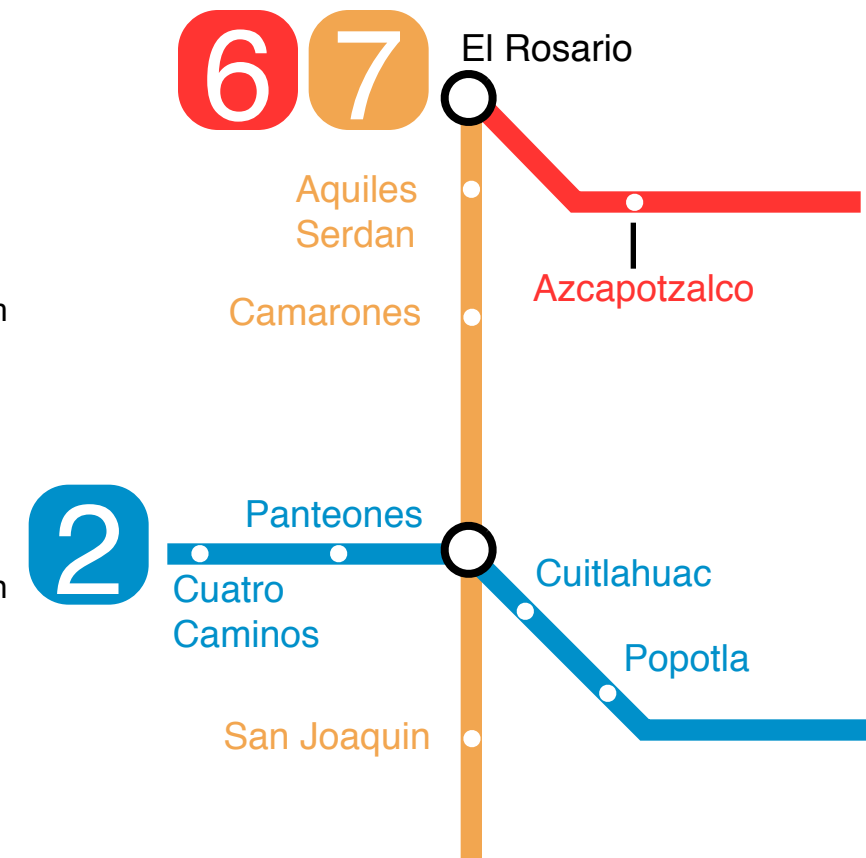 6 7
El Rosario
Aquiles
Serdan
Azcapotzalco
Camarones
2
Panteones
Cuatro
Caminos
Cuitlahuac
Popotla
San Joaquin